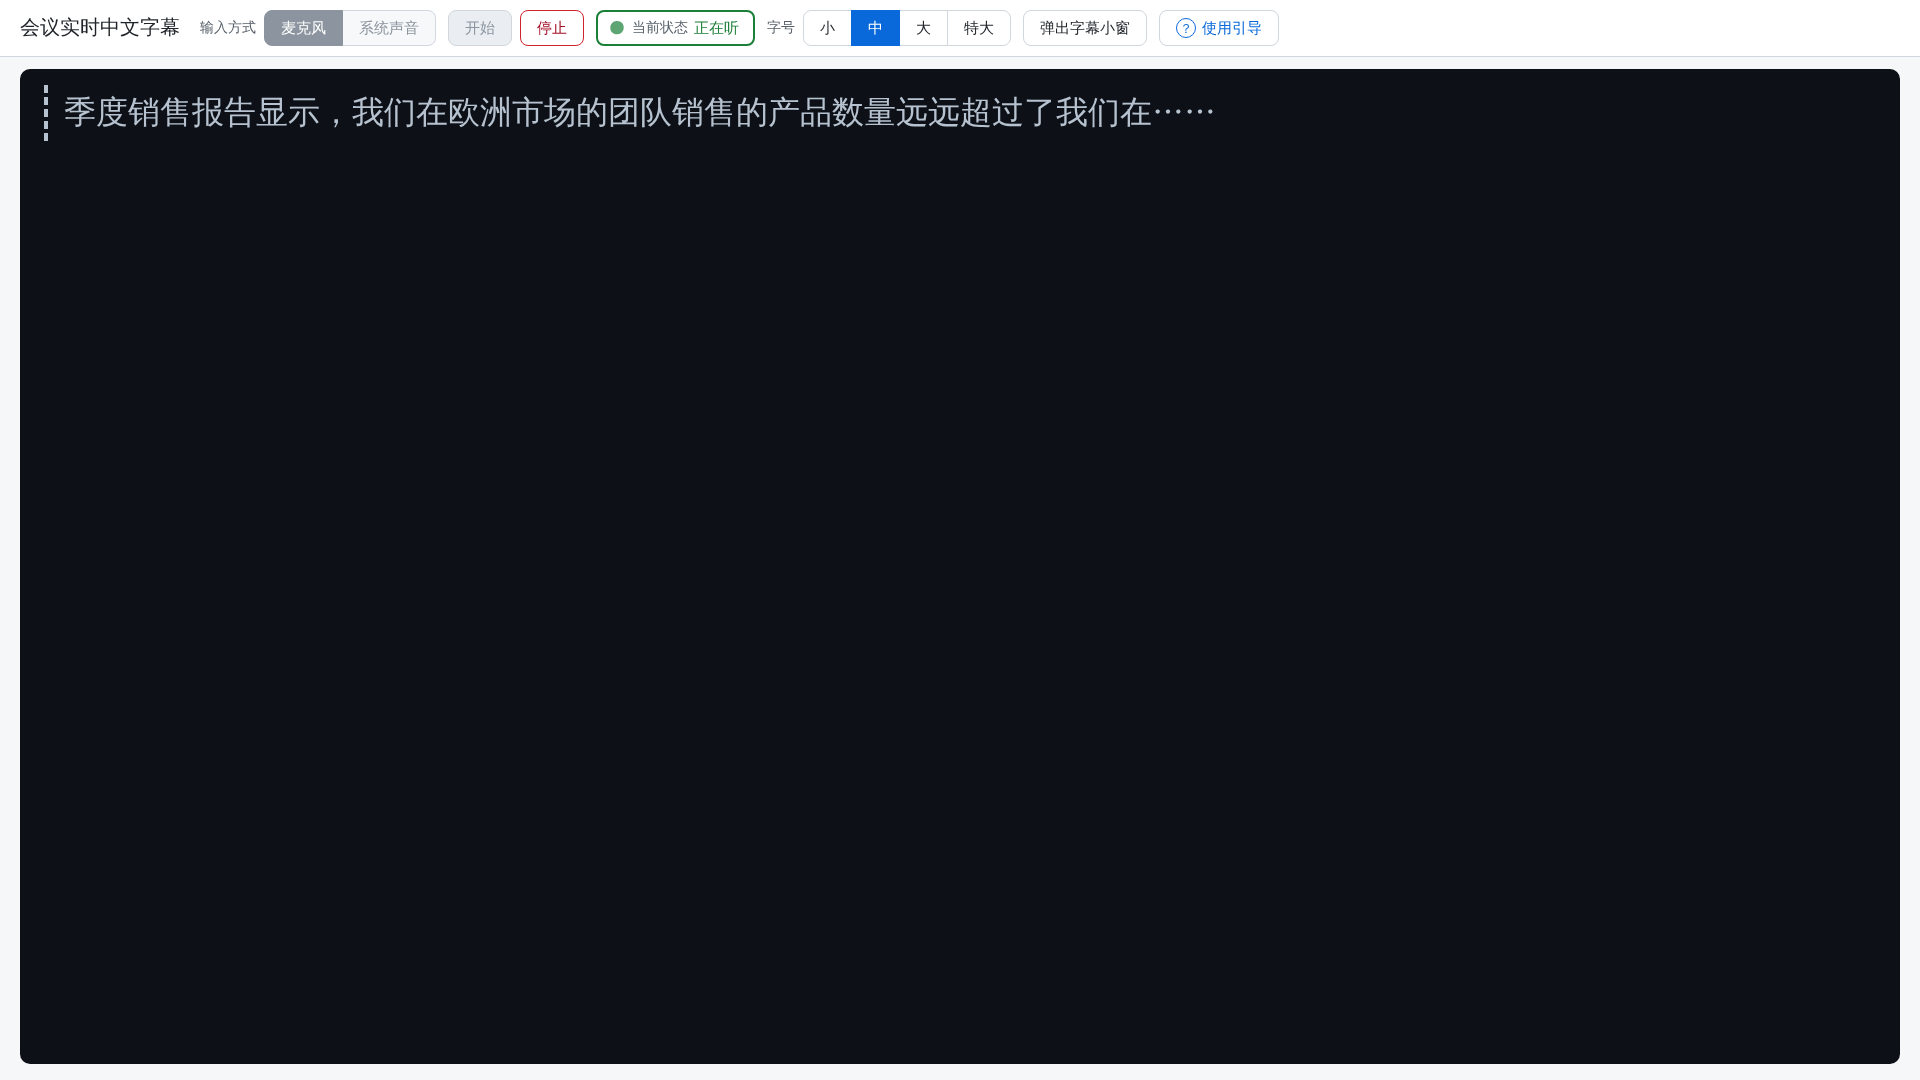 会议实时中文字幕 输入方式 麦克风 系统声音 开始 停止 当前状态 正在听 字号 小 中 大 特大 弹出字幕小窗 ? 使用引导
季度销售报告显示，我们在欧洲市场的团队销售的产品数量远远超过了我们在……